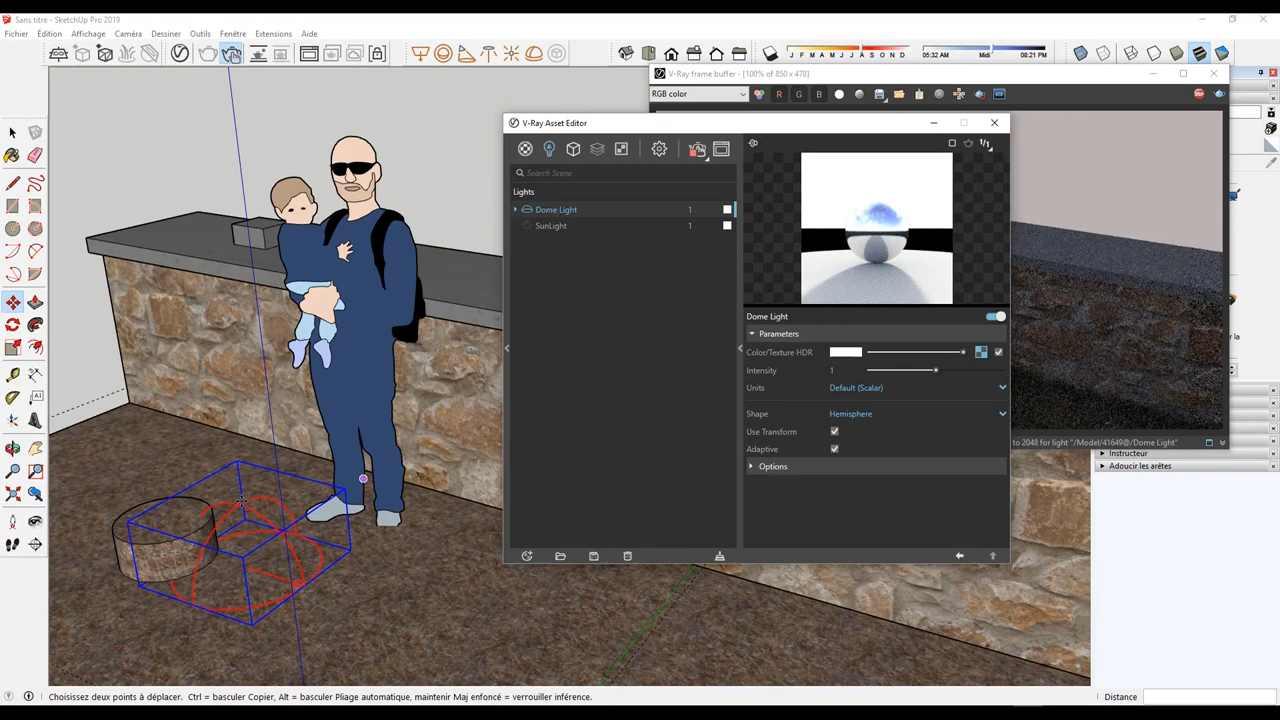 Sans titre - SketchUp Pro 2019
Fichier Édition Affichage Caméra Dessiner Outils Fenêtre Extensions Aide
J F M A M J J A S O N D
05:32 AM Midi 08:21 PM
V-Ray frame buffer - [100% of 850 x 478]
RGB color
R G B
V-Ray Asset Editor
1/1
Search Scene
Lights
Dome Light 1
SunLight 1
Dome Light
Parameters
Color/Texture HDR
Intensity 1
Units Default (Scalar)
Shape Hemisphere
Use Transform
Adaptive
Options
to 2048 for light "/Model/41649@/Dome Light"
Instructeur
Adoucir les arêtes
Choisissez deux points à déplacer. Ctrl = basculer Copier, Alt = basculer Pliage automatique, maintenir Maj enfoncé = verrouiller inférence.
Distance